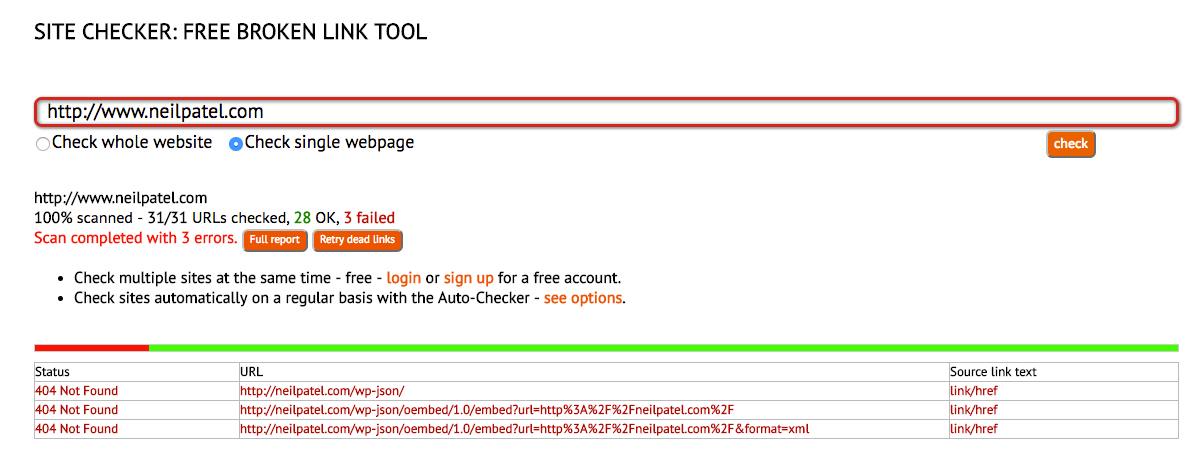 SITE CHECKER: FREE BROKEN LINK TOOL
http://www.neilpatel.com
Check whole website Check single webpage check
http://www.neilpatel.com
100% scanned - 31/31 URLs checked, 28 OK, 3 failed
Scan completed with 3 errors. Full report Retry dead links
• Check multiple sites at the same time - free - login or sign up for a free account.
• Check sites automatically on a regular basis with the Auto-Checker - see options.
Status URL Source link text
404 Not Found http://neilpatel.com/wp-json/ link/href
404 Not Found http://neilpatel.com/wp-json/oembed/1.0/embed?url=http%3A%2F%2Fneilpatel.com%2F link/href
404 Not Found http://neilpatel.com/wp-json/oembed/1.0/embed?url=http%3A%2F%2Fneilpatel.com%2F&format=xml link/href